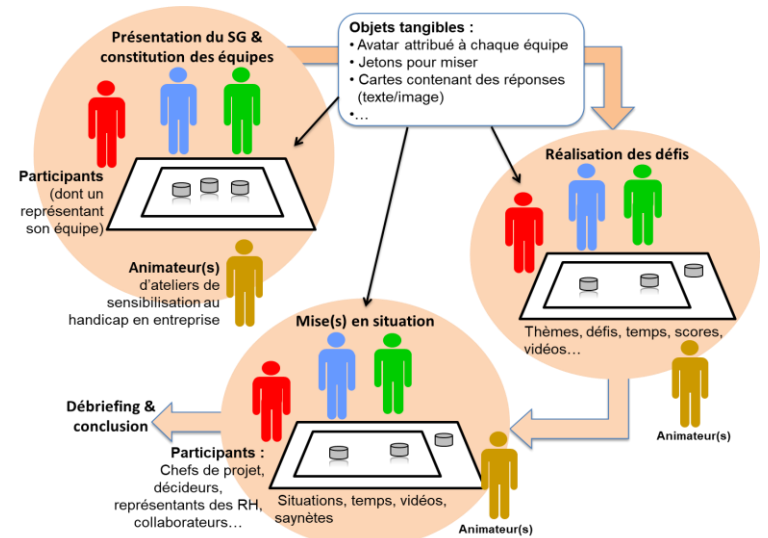 Présentation du SG &
constitution des équipes
Objets tangibles :
• Avatar attribué à chaque équipe
• Jetons pour miser
• Cartes contenant des réponses
(texte/image)
•…
Participants
(dont un
représentant
son équipe)
Animateur(s)
d'ateliers de
sensibilisation au
handicap en entreprise
Réalisation des défis
Thèmes, défis, temps, scores,
vidéos…
Animateur(s)
Mise(s) en situation
Débriefing &
conclusion
Participants :
Chefs de projet,
décideurs,
représentants des RH,
collaborateurs…
Situations, temps, vidéos,
saynètes
Animateur(s)